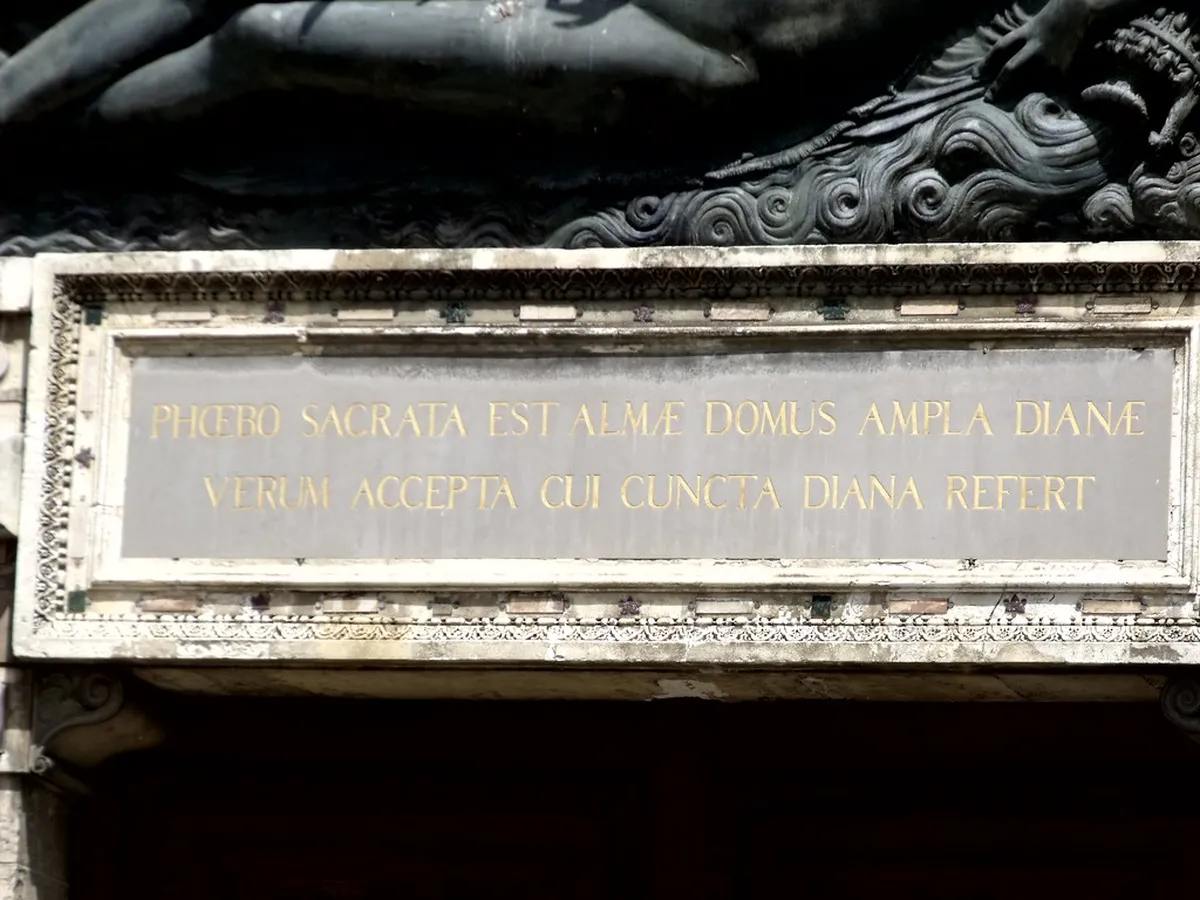 PHŒBO SACRATA EST ALMÆ DOMUS AMPLA DIANÆ
VERUM ACCEPTA CUI CUNCTA DIANA REFERT